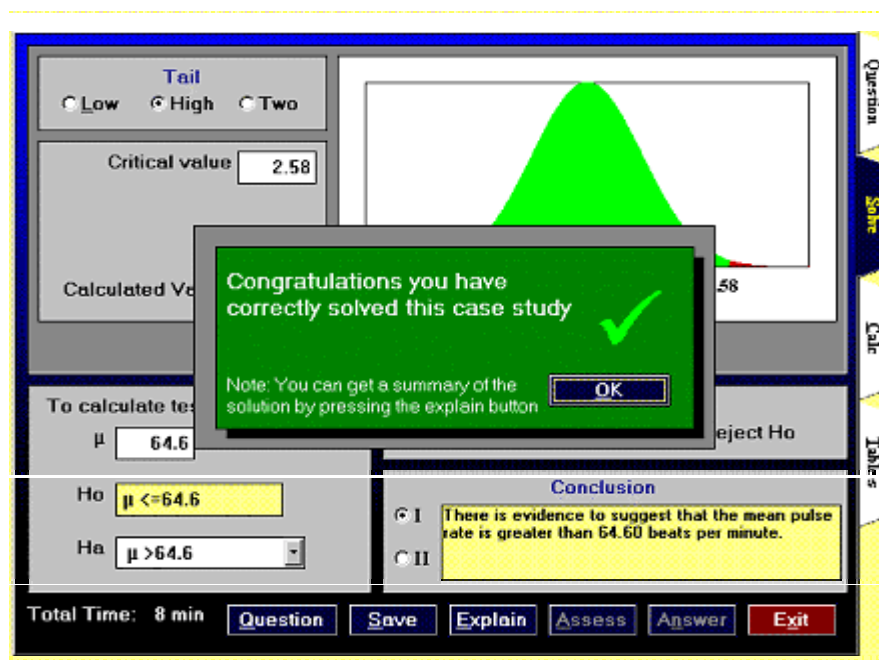 Tail
Low High Two
Critical value 2.58
Calculated
.58
Congratulations you have
correctly solved this case study
Note: You can get a summary of the
solution by pressing the explain button
OK
To calculate
μ 64.6
Ho μ <=64.6
Ha μ >64.6
eject Ho
Conclusion
I There is evidence to suggest that the mean pulse
rate is greater than 64.60 beats per minute.
II
Total Time: 8 min Question Save Explain Assess Answer Exit
Question
Solve
Calc
Tables